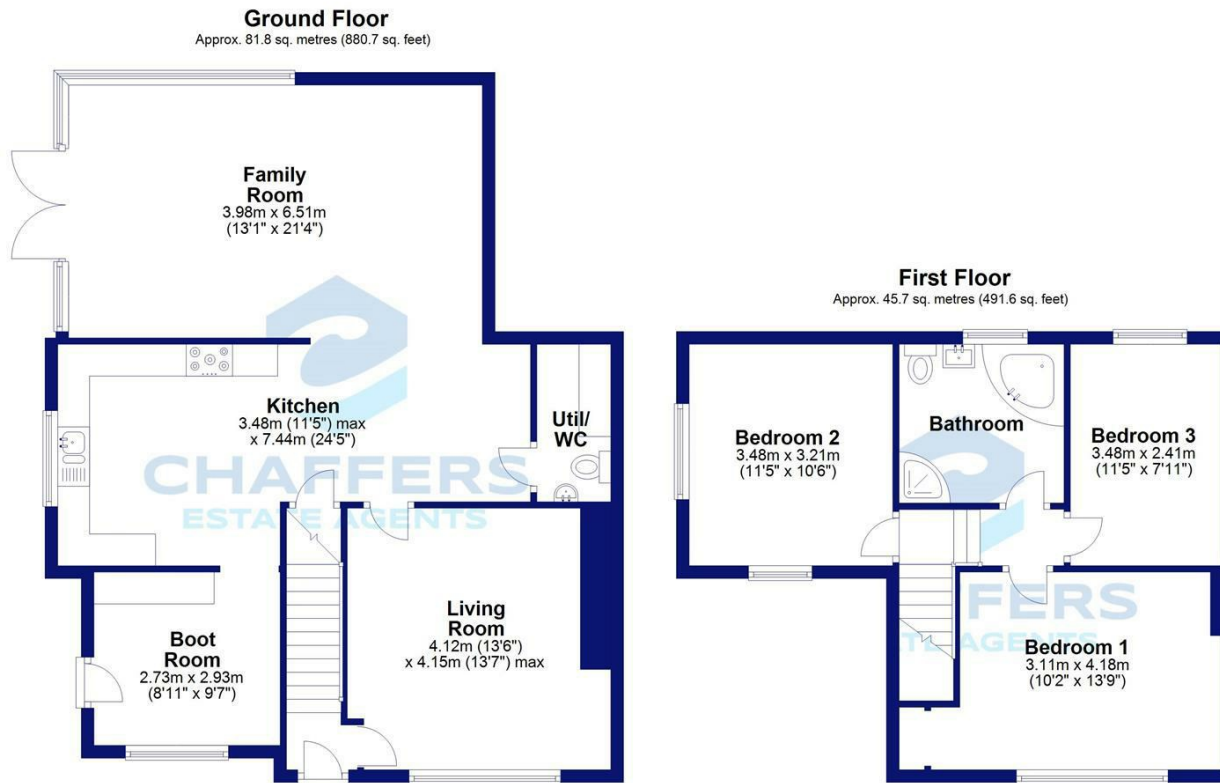 Ground Floor
Approx. 81.8 sq. metres (880.7 sq. feet)
Family
Room
3.98m x 6.51m
(13'1" x 21'4")
Kitchen
3.48m (11'5") max
x 7.44m (24'5")
Util/
WC
CHAFFERS
ESTATE AGENTS
Boot
Room
2.73m x 2.93m
(8'11" x 9'7")
Living
Room
4.12m (13'6")
x 4.15m (13'7") max
First Floor
Approx. 45.7 sq. metres (491.6 sq. feet)
Bedroom 2
3.48m x 3.21m
(11'5" x 10'6")
Bathroom
Bedroom 3
3.48m x 2.41m
(11'5" x 7'11")
FFERS
TE AGENTS
Bedroom 1
3.11m x 4.18m
(10'2" x 13'9")